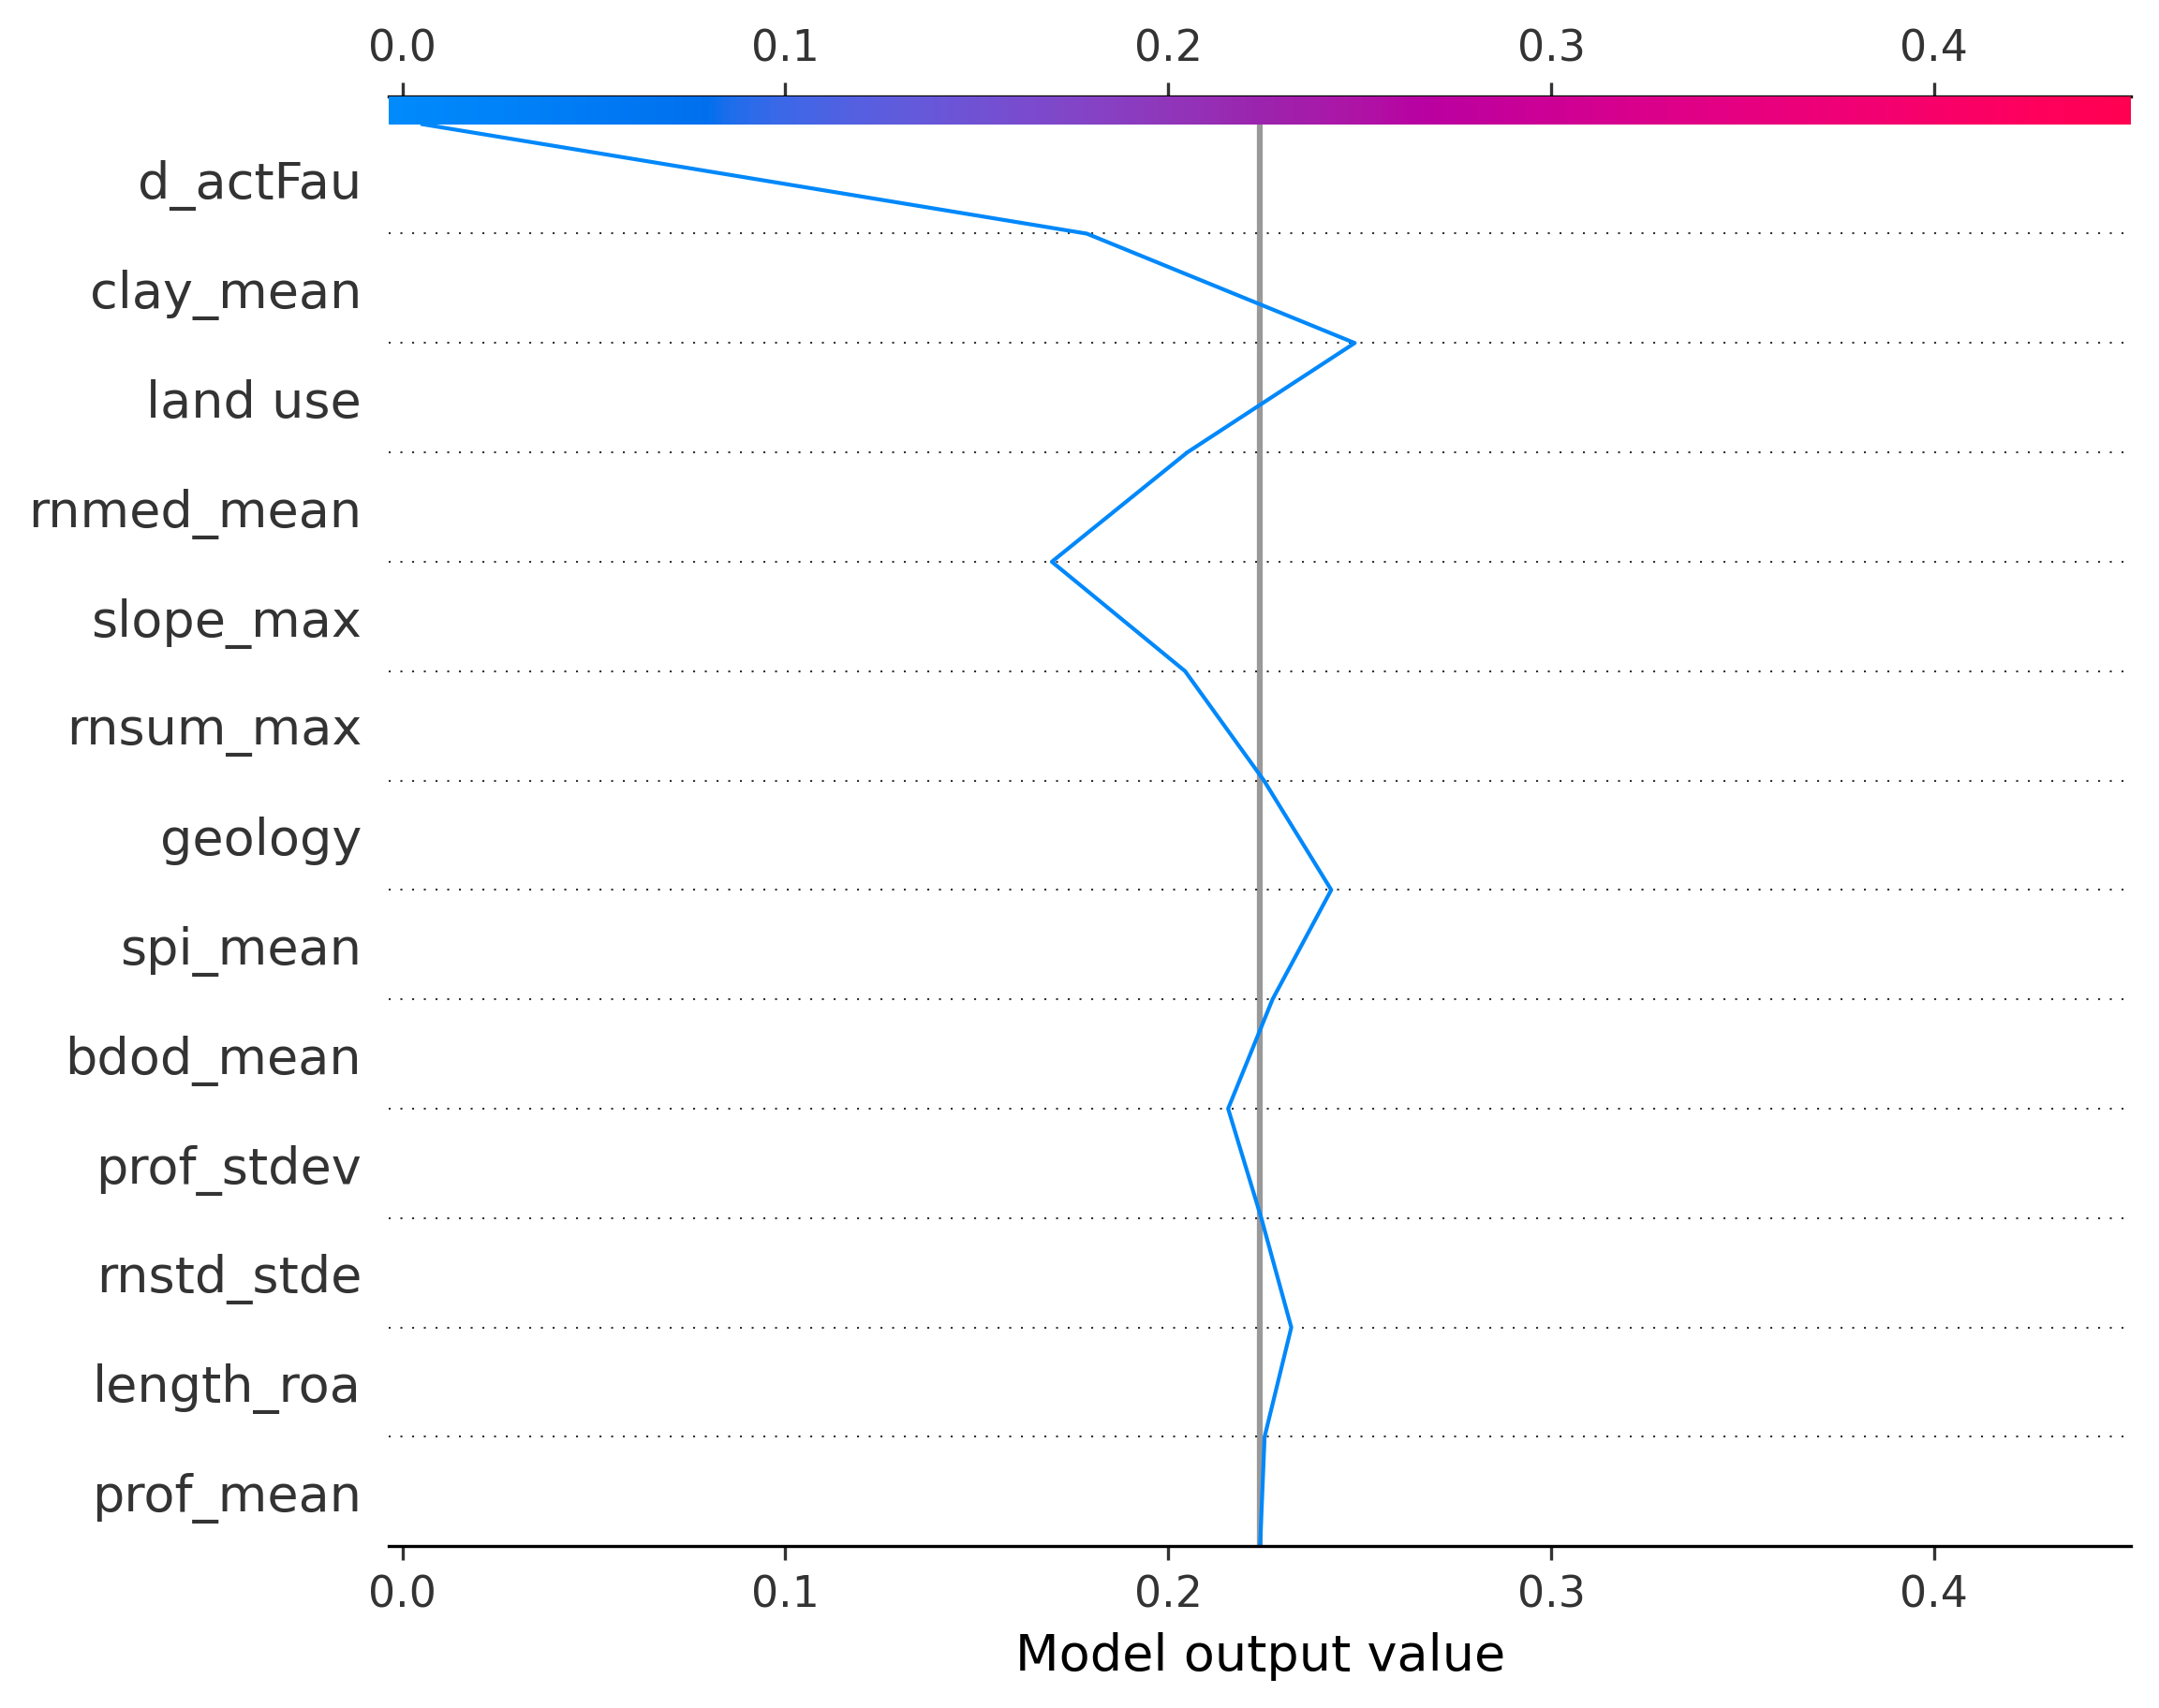 0.0 0.1 0.2 0.3 0.4
d_actFau
clay_mean
land use
rnmed_mean
slope_max
rnsum_max
geology
spi_mean
bdod_mean
prof_stdev
rnstd_stde
length_roa
prof_mean
0.0 0.1 0.2 0.3 0.4
Model output value